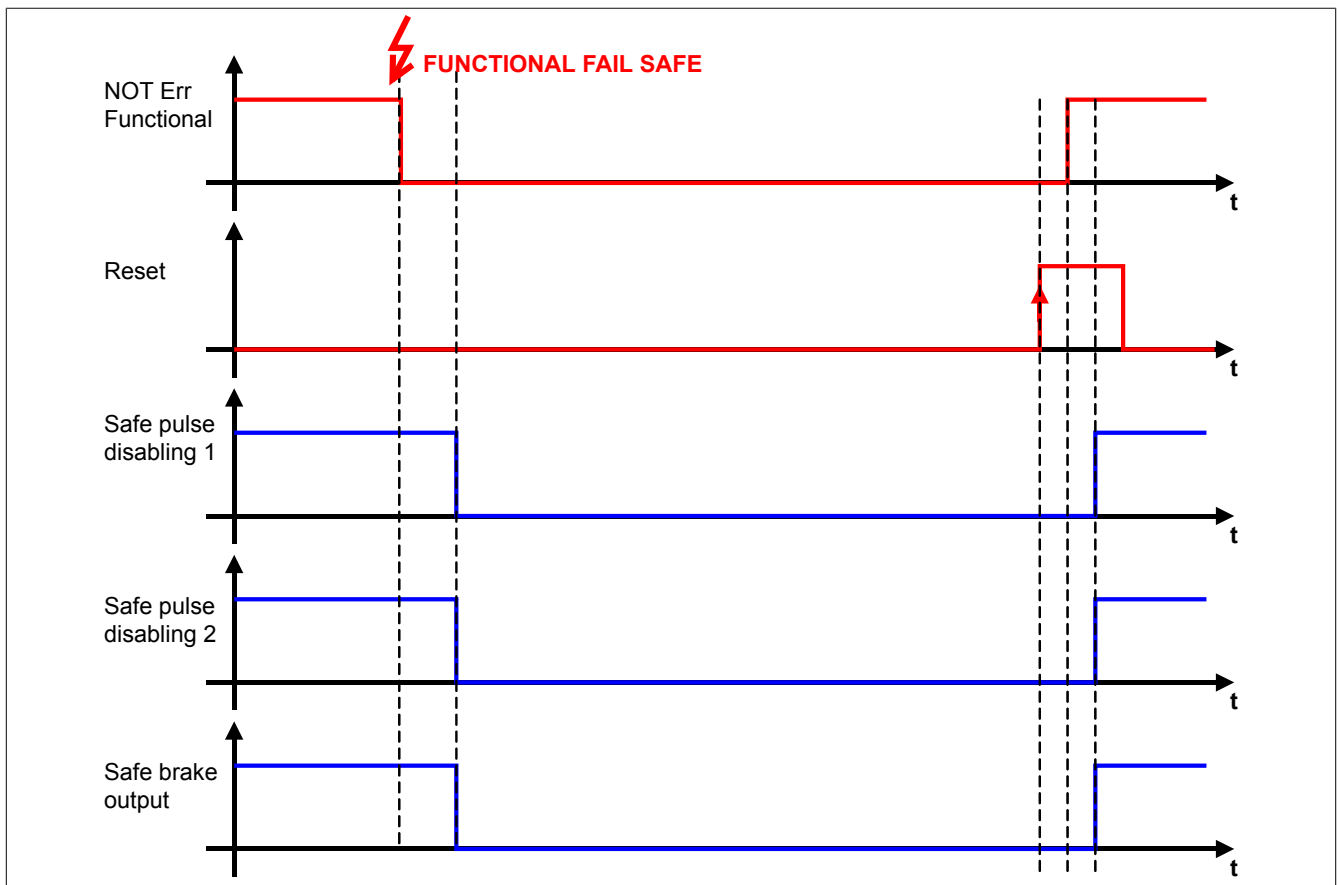 FUNCTIONAL FAIL SAFE
NOT Err
Functional
t
Reset
t
Safe pulse
disabling 1
t
Safe pulse
disabling 2
t
Safe brake
output
t